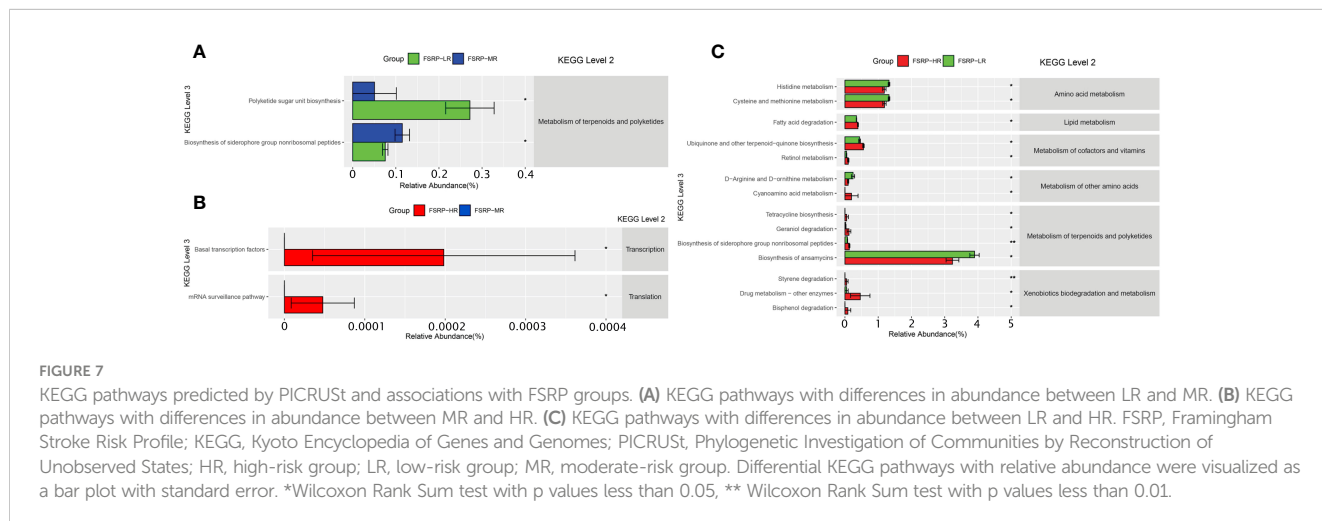 A
Group FSRP-LR FSRP-MR
KEGG Level 2
KEGG Level 3
Polyketide sugar unit biosynthesis
*
Biosynthesis of siderophore group nonribosomal peptides
*
Metabolism of terpenoids and polyketides
0 0.1 0.2 0.3 0.4 0.5
Relative Abundance(%)
B
Group FSRP-HR FSRP-MR
KEGG Level 2
KEGG Level 3
Basal transcription factors
*
Transcription
mRNA surveillance pathway
*
Translation
0 0.0001 0.0002 0.0003 0.0004
Relative Abundance(%)
C
Group FSRP-HR FSRP-LR
KEGG Level 2
KEGG Level 3
Histidine metabolism
*
Cysteine and methionine metabolism
*
Amino acid metabolism
Fatty acid degradation
*
Lipid metabolism
Ubiquinone and other terpenoid-quinone biosynthesis
*
Retinol metabolism
*
Metabolism of cofactors and vitamins
D-Arginine and D-ornithine metabolism
*
Cyanoamino acid metabolism
*
Metabolism of other amino acids
Tetracycline biosynthesis
*
Geraniol degradation
*
Biosynthesis of siderophore group nonribosomal peptides
**
Biosynthesis of ansamycins
*
Metabolism of terpenoids and polyketides
Styrene degradation
**
Drug metabolism - other enzymes
*
Bisphenol degradation
*
Xenobiotics biodegradation and metabolism
0 1 2 3 4 5
Relative Abundance(%)
FIGURE 7
KEGG pathways predicted by PICRUSt and associations with FSRP groups. (A) KEGG pathways with differences in abundance between LR and MR. (B) KEGG
pathways with differences in abundance between MR and HR. (C) KEGG pathways with differences in abundance between LR and HR. FSRP, Framingham
Stroke Risk Profile; KEGG, Kyoto Encyclopedia of Genes and Genomes; PICRUSt, Phylogenetic Investigation of Communities by Reconstruction of
Unobserved States; HR, high-risk group; LR, low-risk group; MR, moderate-risk group. Differential KEGG pathways with relative abundance were visualized as
a bar plot with standard error. *Wilcoxon Rank Sum test with p values less than 0.05, ** Wilcoxon Rank Sum test with p values less than 0.01.